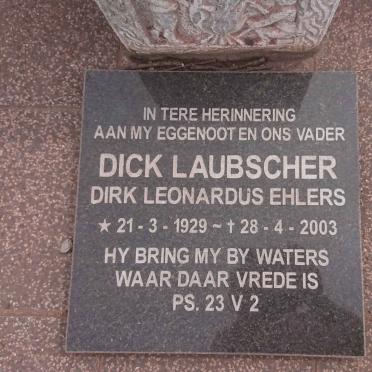 IN TERE HERINNERING
AAN MY EGGENOOT EN ONS VADER
DICK LAUBSCHER
DIRK LEONARDUS EHLERS
★ 21 - 3 - 1929 ~ † 28 - 4 - 2003
HY BRING MY BY WATERS
WAAR DAAR VREDE IS
PS. 23 V 2